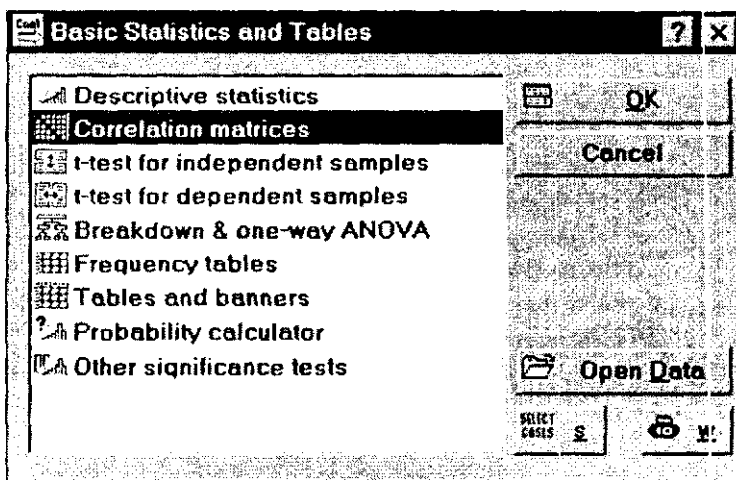 Basic Statistics and Tables ? X
Descriptive statistics
Correlation matrices
t-test for independent samples
t-test for dependent samples
Breakdown & one-way ANOVA
Frequency tables
Tables and banners
Probability calculator
Other significance tests
OK
Cancel
Open Data
SELECT CASES S